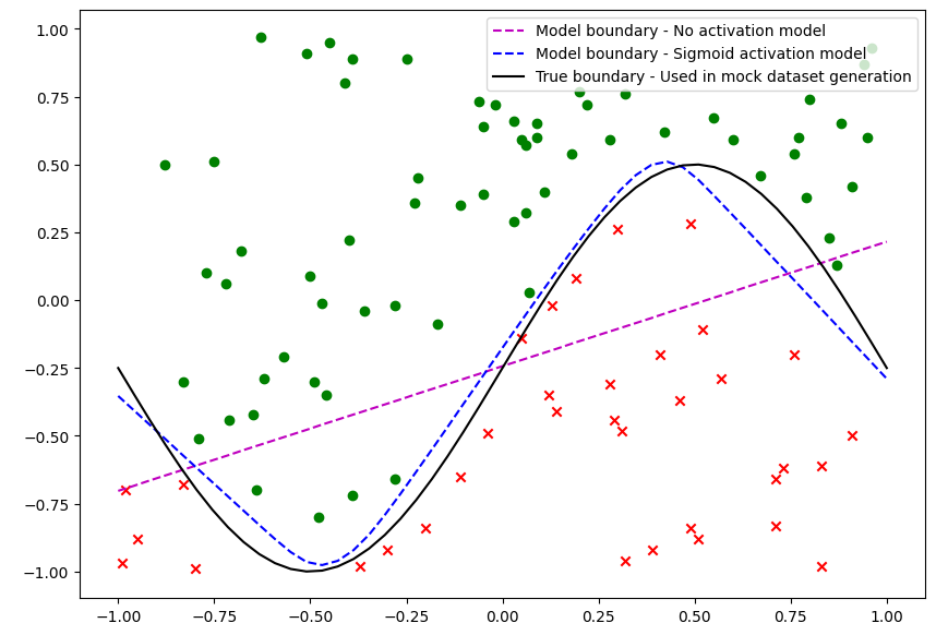 Model boundary - No activation model
Model boundary - Sigmoid activation model
True boundary - Used in mock dataset generation
1.00
0.75
0.50
0.25
0.00
−0.25
−0.50
−0.75
−1.00
−1.00 −0.75 −0.50 −0.25 0.00 0.25 0.50 0.75 1.00